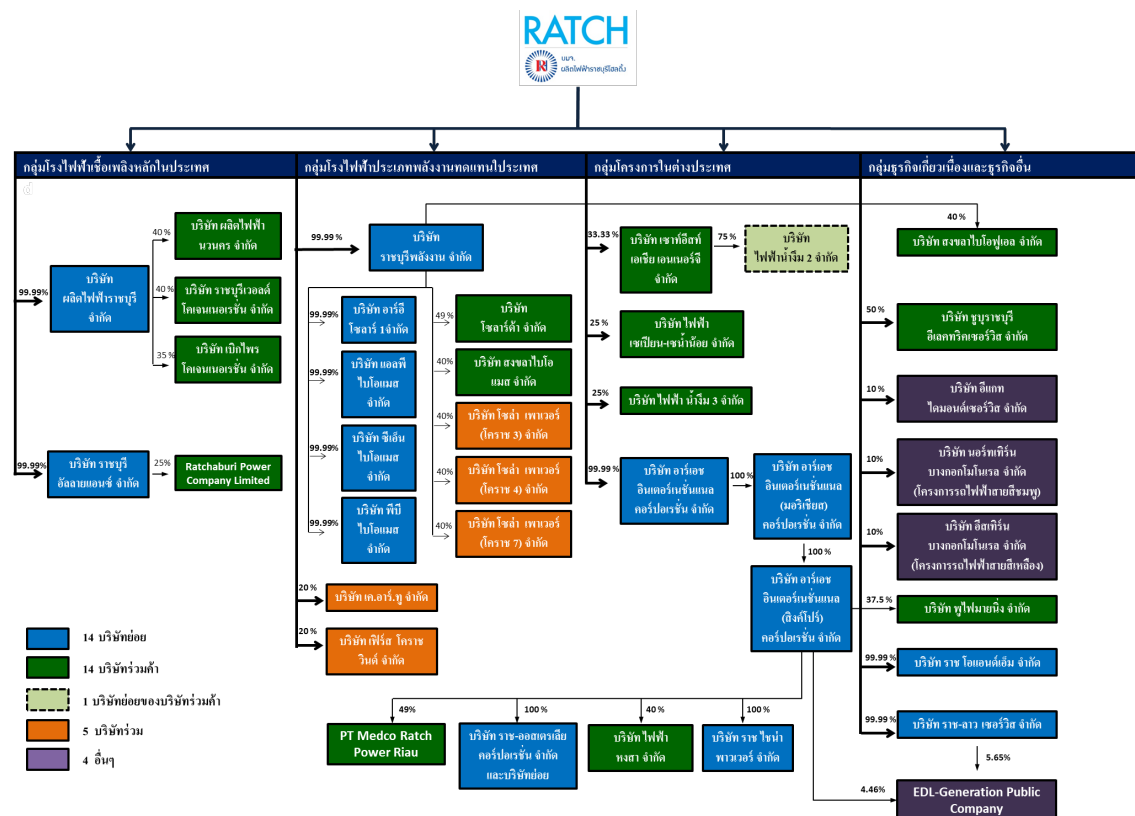 RATCH
บมจ.
ผลิตไฟฟ้าราชบุรีโฮลดิ้ง
กลุ่มโรงไฟฟ้าเชื้อเพลิงหลักในประเทศ
99.99%
บริษัท
ผลิตไฟฟ้าราชบุรี
จำกัด
40 %
บริษัท ผลิตไฟฟ้า
นวนคร จำกัด
40 %
บริษัท ราชบุรีเวอลด์
โคเจนเนอเรชั่น จำกัด
35 %
บริษัท เบิกไพร
โคเจนเนอเรชั่น จำกัด
99.99%
บริษัท ราชบุรี
อัลลายแอนซ์ จำกัด
25%
Ratchaburi Power
Company Limited
กลุ่มโรงไฟฟ้าประเภทพลังงานทดแทนในประเทศ
99.99 %
บริษัท
ราชบุรีพลังงาน จำกัด
99.99%
บริษัท อาร์อี
โซลาร์ 1จำกัด
99.99%
บริษัท แอลพี
ไบโอแมส
จำกัด
99.99%
บริษัท ซีเอ็น
ไบโอแมส
จำกัด
99.99%
บริษัท พีบี
ไบโอแมส
จำกัด
49 %
บริษัท
โซลาร์ต้า จำกัด
40%
บริษัท สงขลาไบโอ
แมส จำกัด
40%
บริษัท โซล่า เพาเวอร์
(โคราช 3) จำกัด
40%
บริษัท โซล่า เพาเวอร์
(โคราช 4) จำกัด
40%
บริษัท โซล่า เพาเวอร์
(โคราช 7) จำกัด
20 %
บริษัท เค.อาร์.ทู จำกัด
20 %
บริษัท เฟิร์ส โคราช
วินด์ จำกัด
กลุ่มโครงการในต่างประเทศ
33.33%
บริษัท เซาท์อีสท์
เอเซีย เอนเนอร์จี
จำกัด
75 %
บริษัท
ไฟฟ้าน้ำงึม 2 จำกัด
25 %
บริษัท ไฟฟ้า
เซเปียน-เซน้ำน้อย จำกัด
25%
บริษัท ไฟฟ้า น้ำงึม 3 จำกัด
99.99 %
บริษัท อาร์เอช
อินเตอร์เนชั่นแนล
คอร์ปอเรชั่น จำกัด
100 %
บริษัท อาร์เอช
อินเตอร์เนชั่นแนล
(มอริเชียส)
คอร์ปอเรชั่น จำกัด
100 %
บริษัท อาร์เอช
อินเตอร์เนชั่นแนล
(สิงค์โปร์)
คอร์ปอเรชั่น จำกัด
49%
PT Medco Ratch
Power Riau
100 %
บริษัท ราช-ออสเตรเลีย
คอร์ปอเรชั่น จำกัด
และบริษัทย่อย
40 %
บริษัท ไฟฟ้า
หงสา จำกัด
100 %
บริษัท ราช ไชน่า
พาวเวอร์ จำกัด
กลุ่มธุรกิจเกี่ยวเนื่องและธุรกิจอื่น
40 %
บริษัท สงขลาไบโอฟูเอล จำกัด
50 %
บริษัท ชูบุราชบุรี
อีเลคทริคเซอร์วิส จำกัด
10 %
บริษัท อีแกท
ไดมอนด์เซอร์วิส จำกัด
10%
บริษัท นอร์ทเทิร์น
บางกอกโมโนเรล จำกัด
(โครงการรถไฟฟ้าสายสีชมพู)
10%
บริษัท อีสเทิร์น
บางกอกโมโนเรล จำกัด
(โครงการรถไฟฟ้าสายสีเหลือง)
37.5 %
บริษัท พูไฟมายนิ่ง จำกัด
99.99 %
บริษัท ราช โอแอนด์เอ็ม จำกัด
99.99 %
บริษัท ราช-ลาว เซอร์วิส จำกัด
5.65%
4.46%
EDL-Generation Public
Company
14 บริษัทย่อย
14 บริษัทร่วมค้า
1 บริษัทย่อยของบริษัทร่วมค้า
5 บริษัทร่วม
4 อื่นๆ